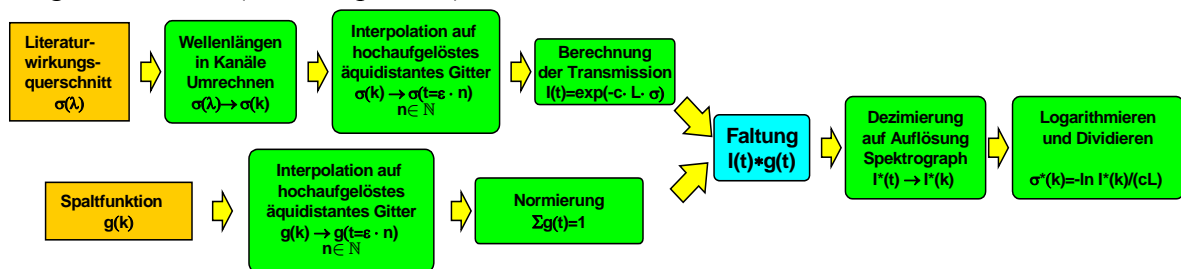 Literatur-
wirkungs-
querschnitt
σ(λ)
Wellenlängen
in Kanäle
Umrechnen
σ(λ)→ σ(k)
Interpolation auf
hochaufgelöstes
äquidistantes Gitter
σ(k) → σ(t=ε · n)
n∈ ℕ
Berechnung
der Transmission
I(t)=exp(-c· L· σ)
Spaltfunktion
g(k)
Interpolation auf
hochaufgelöstes
äquidistantes Gitter
g(k) → g(t=ε · n)
n∈ ℕ
Normierung
Σg(t)=1
Faltung
I(t)*g(t)
Dezimierung
auf Auflösung
Spektrograph
I*(t) → I*(k)
Logarithmieren
und Dividieren
σ*(k)=-ln I*(k)/(cL)